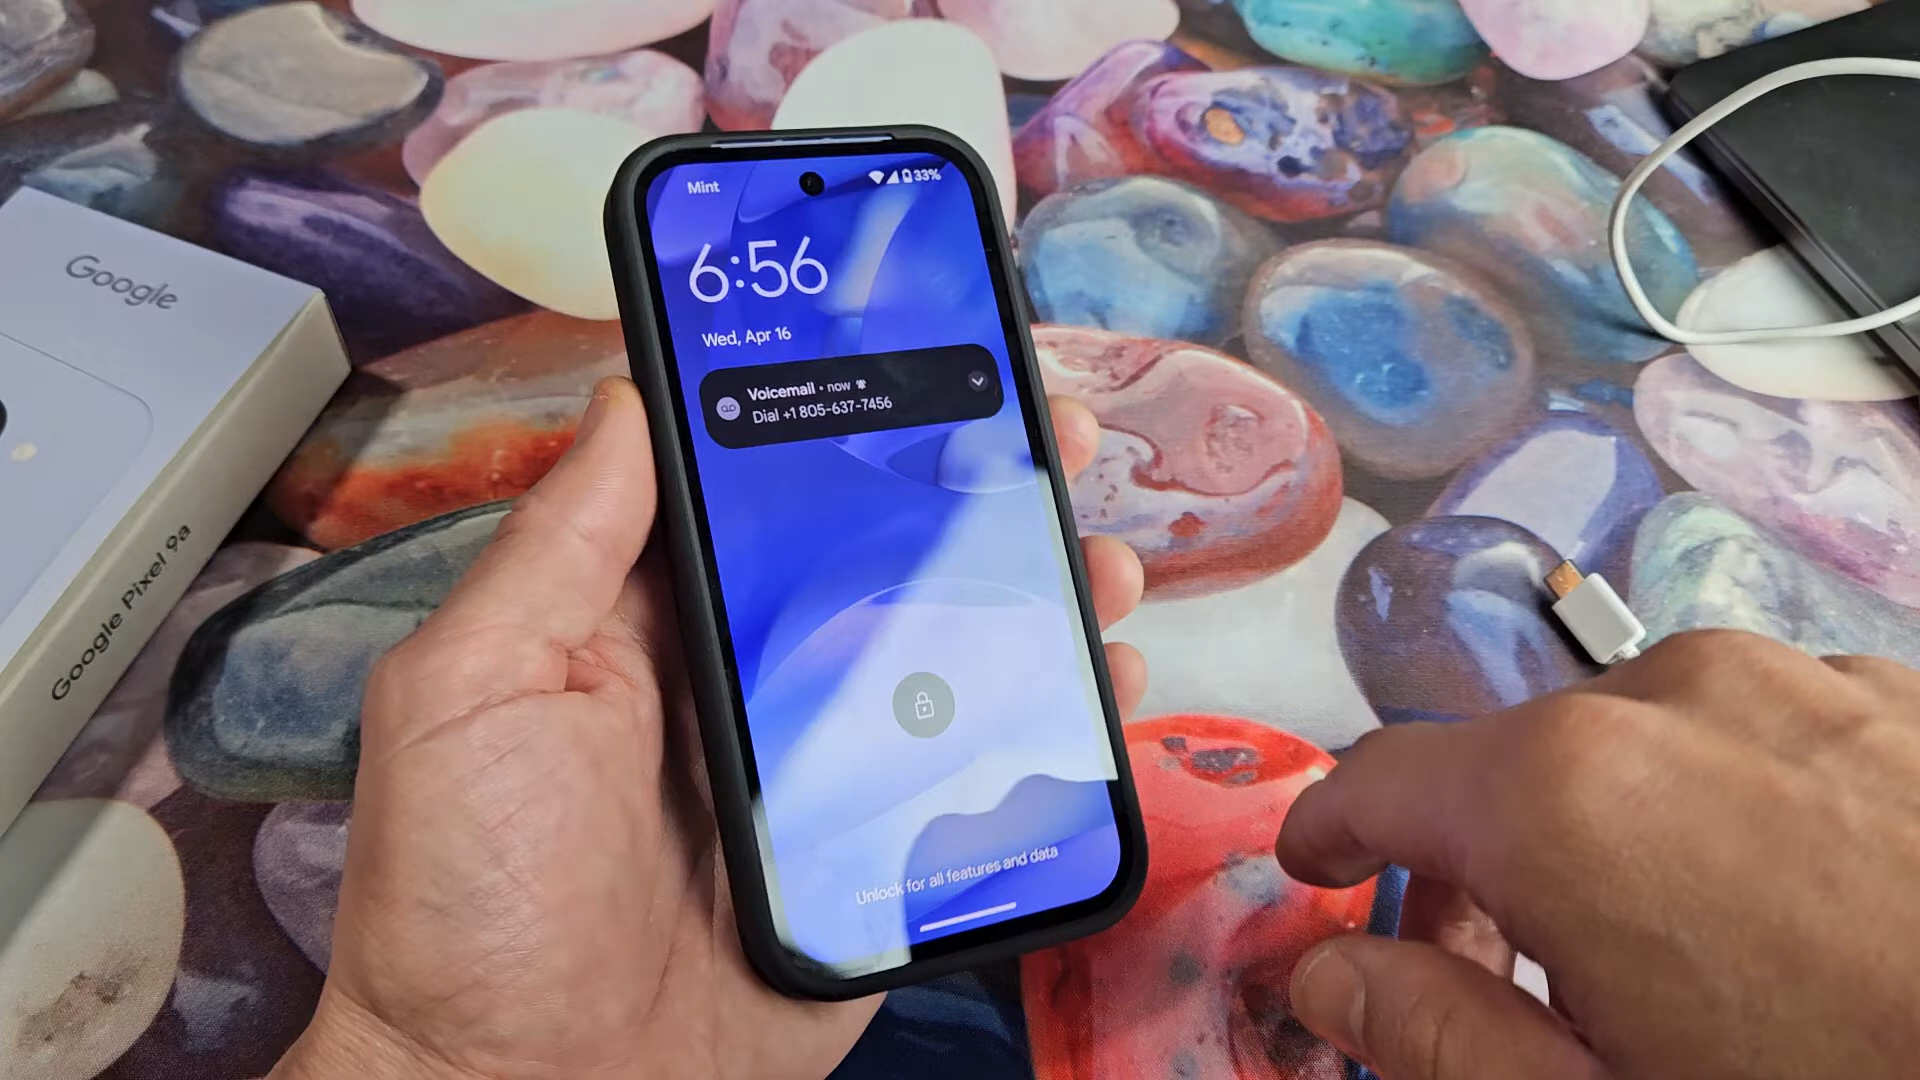 Google
Google Pixel 9a
Mint
33%
6:56
Wed, Apr 16
Voicemail • now
Dial +1 805-637-7456
Unlock for all features and data